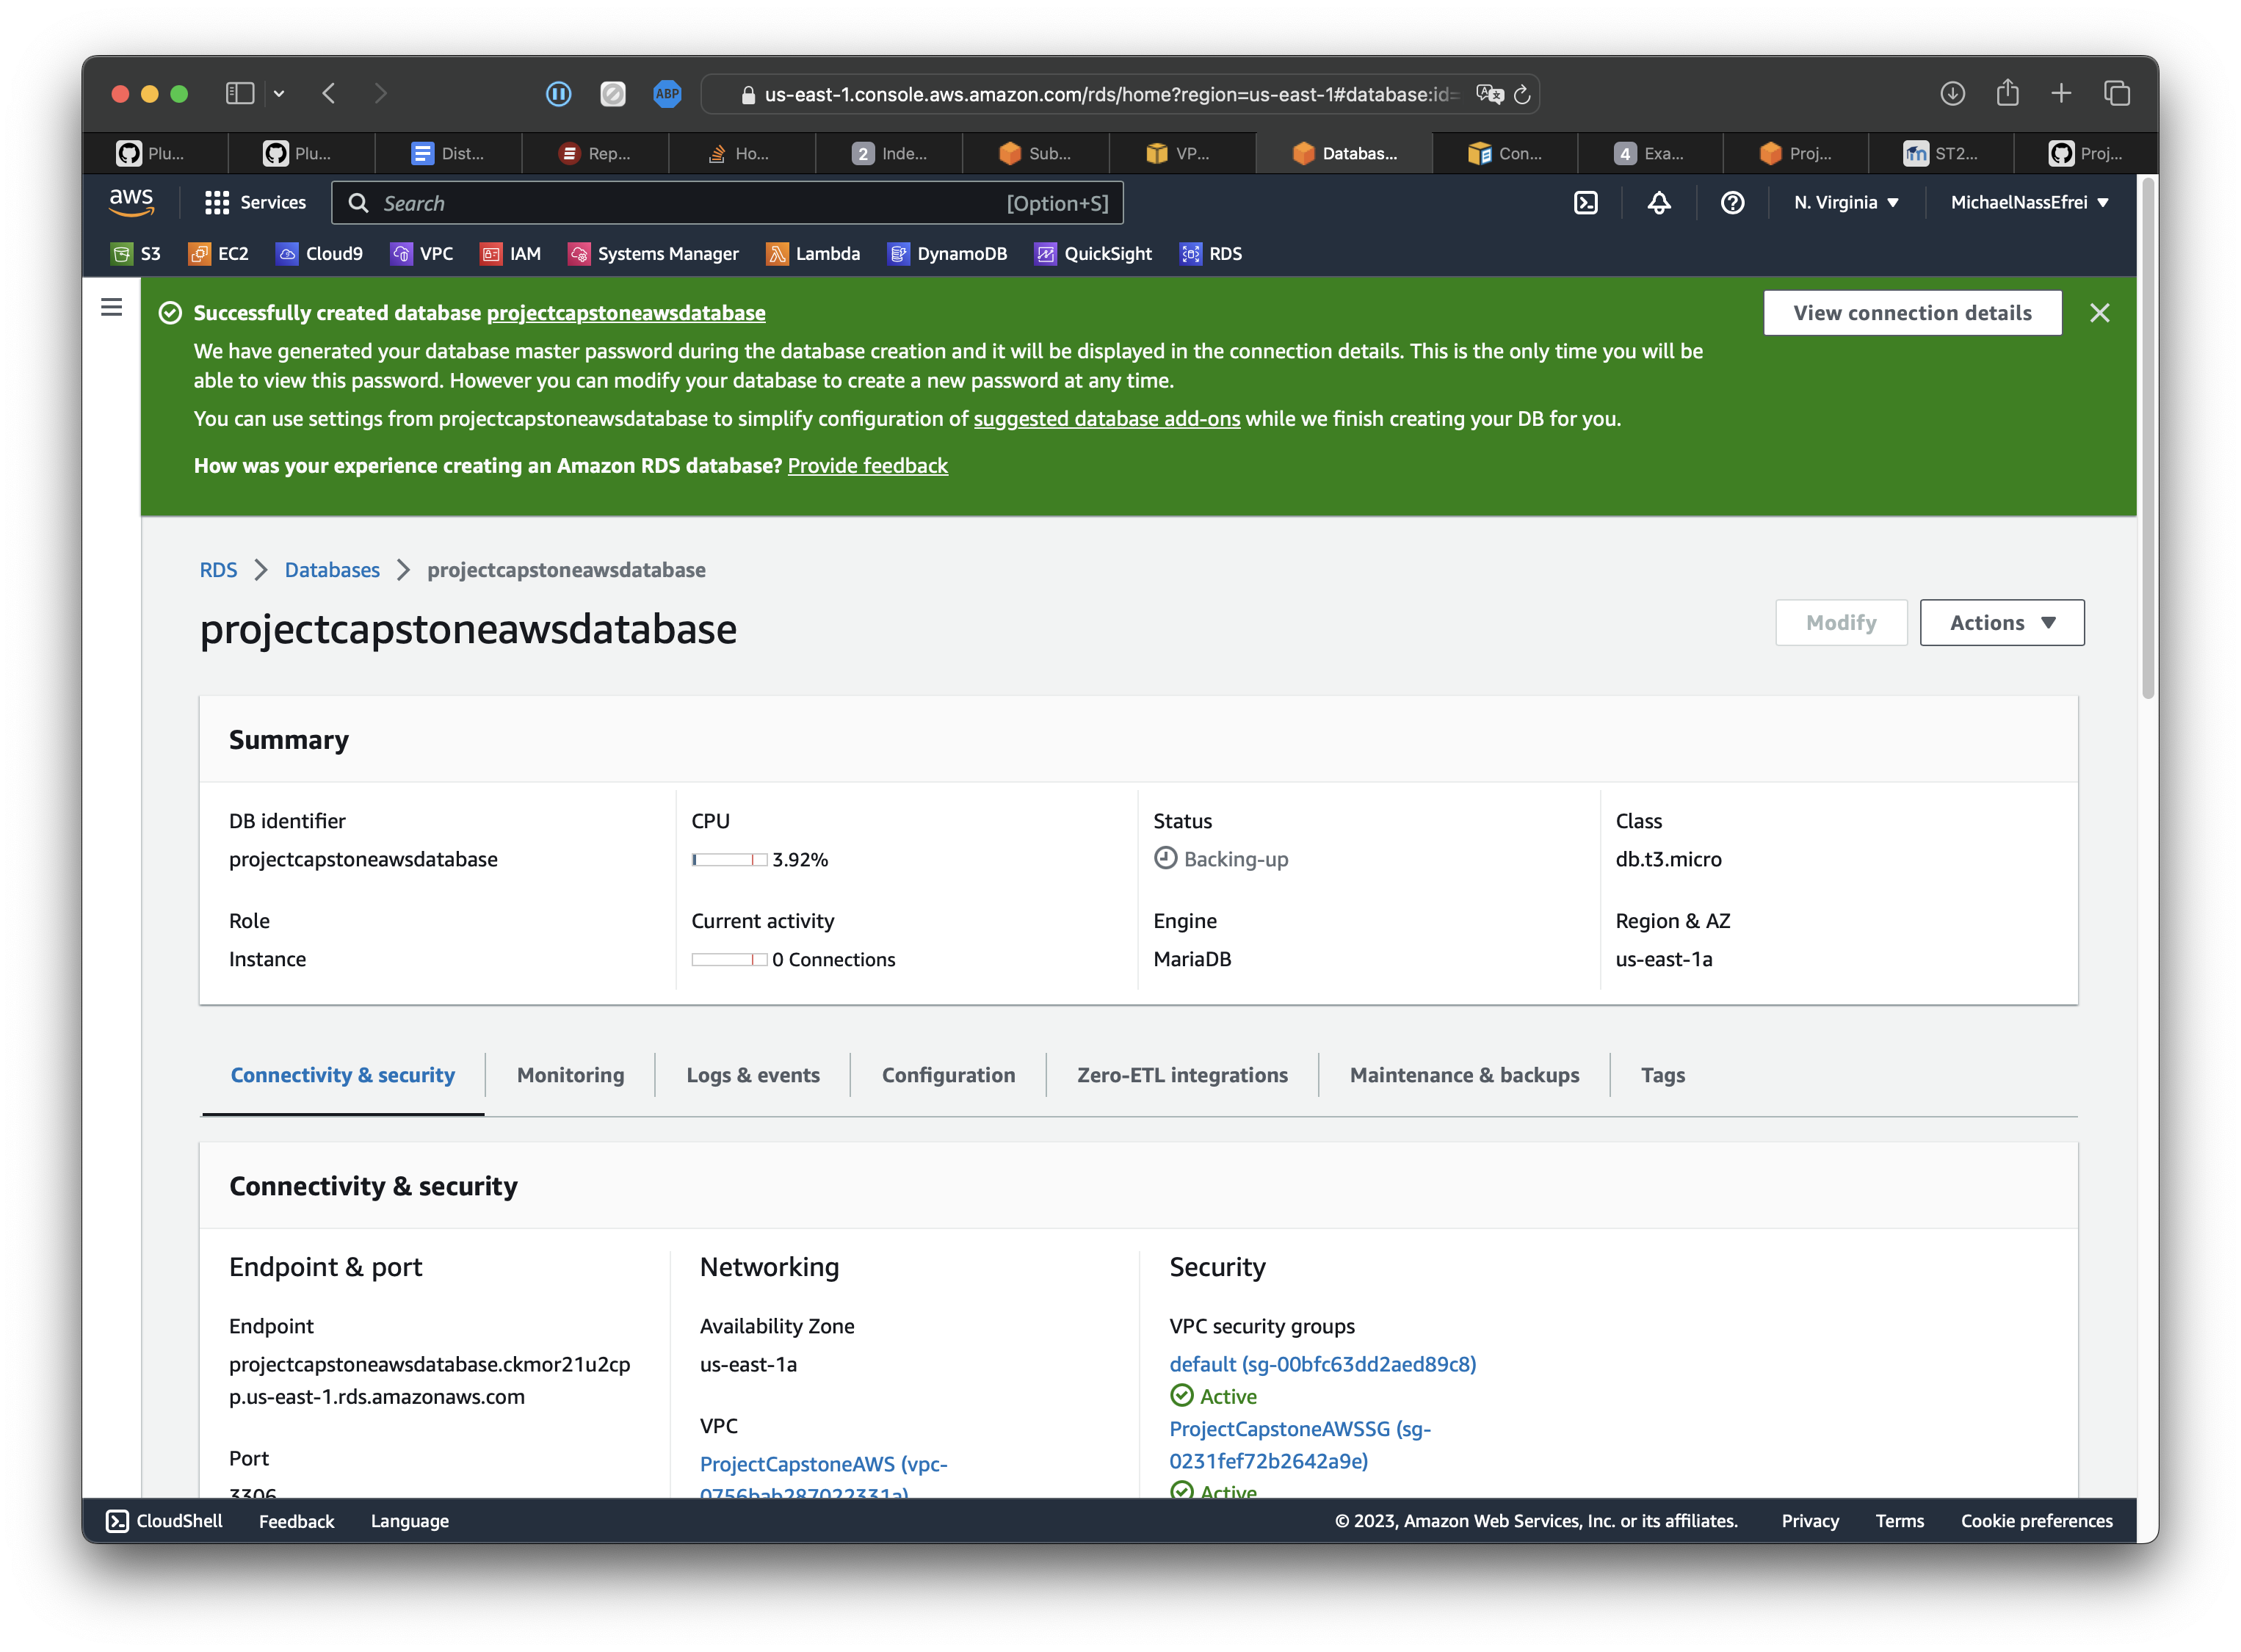 us-east-1.console.aws.amazon.com/rds/home?region=us-east-1#database:id=
ABP
Plu...
Plu...
Dist...
Rep...
Ho...
2 Inde...
Sub...
VP...
Databas...
Con...
4 Exa...
Proj...
ST2...
Proj...
aws
Services
Search
[Option+S]
N. Virginia
MichaelNassEfrei
S3
EC2
Cloud9
VPC
IAM
Systems Manager
Lambda
DynamoDB
QuickSight
RDS
Successfully created database projectcapstoneawsdatabase
View connection details
We have generated your database master password during the database creation and it will be displayed in the connection details. This is the only time you will be
able to view this password. However you can modify your database to create a new password at any time.
You can use settings from projectcapstoneawsdatabase to simplify configuration of suggested database add-ons while we finish creating your DB for you.
How was your experience creating an Amazon RDS database? Provide feedback
RDS
Databases
projectcapstoneawsdatabase
projectcapstoneawsdatabase
Modify
Actions
Summary
DB identifier
projectcapstoneawsdatabase
CPU
3.92%
Status
Backing-up
Class
db.t3.micro
Role
Instance
Current activity
0 Connections
Engine
MariaDB
Region & AZ
us-east-1a
Connectivity & security
Monitoring
Logs & events
Configuration
Zero-ETL integrations
Maintenance & backups
Tags
Connectivity & security
Endpoint & port
Endpoint
projectcapstoneawsdatabase.ckmor21u2cp
p.us-east-1.rds.amazonaws.com
Port
3306
Networking
Availability Zone
us-east-1a
VPC
ProjectCapstoneAWS (vpc-
0756bab287022331a)
Security
VPC security groups
default (sg-00bfc63dd2aed89c8)
Active
ProjectCapstoneAWSSG (sg-
0231fef72b2642a9e)
Active
CloudShell
Feedback
Language
© 2023, Amazon Web Services, Inc. or its affiliates.
Privacy
Terms
Cookie preferences